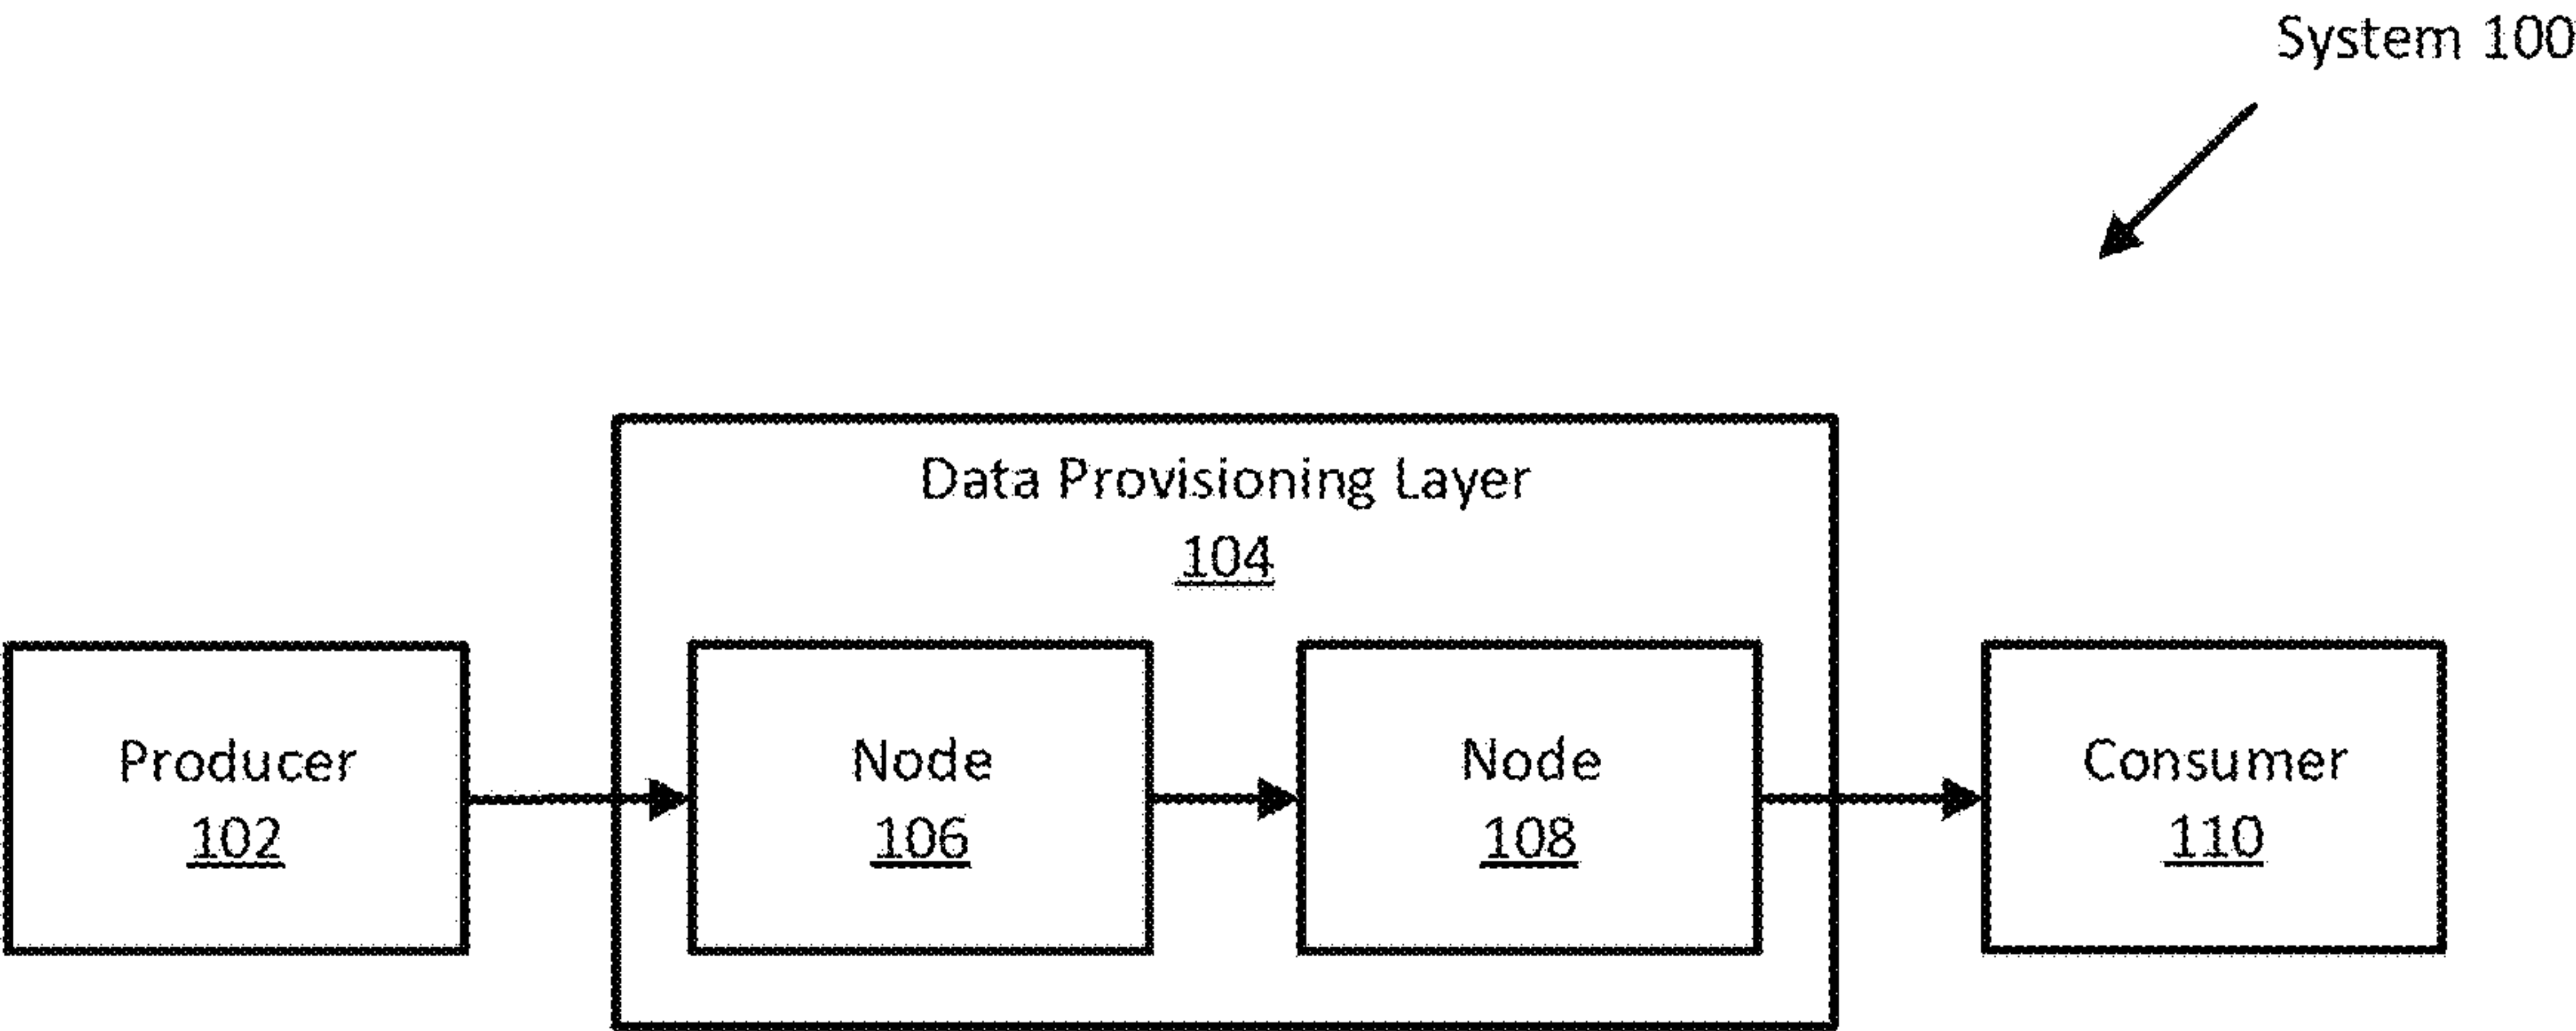 System 100
Data Provisioning Layer
104
Producer
102
Node
106
Node
108
Consumer
110